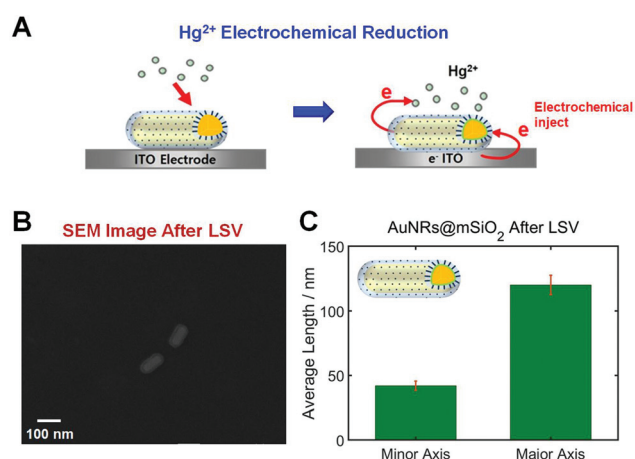 A
Hg²⁺ Electrochemical Reduction
Hg²⁺
e
Electrochemical
inject
e
ITO Electrode
e⁻ ITO
B
SEM Image After LSV
100 nm
C
AuNRs@mSiO₂ After LSV
Average Length / nm
150
100
50
0
Minor Axis
Major Axis